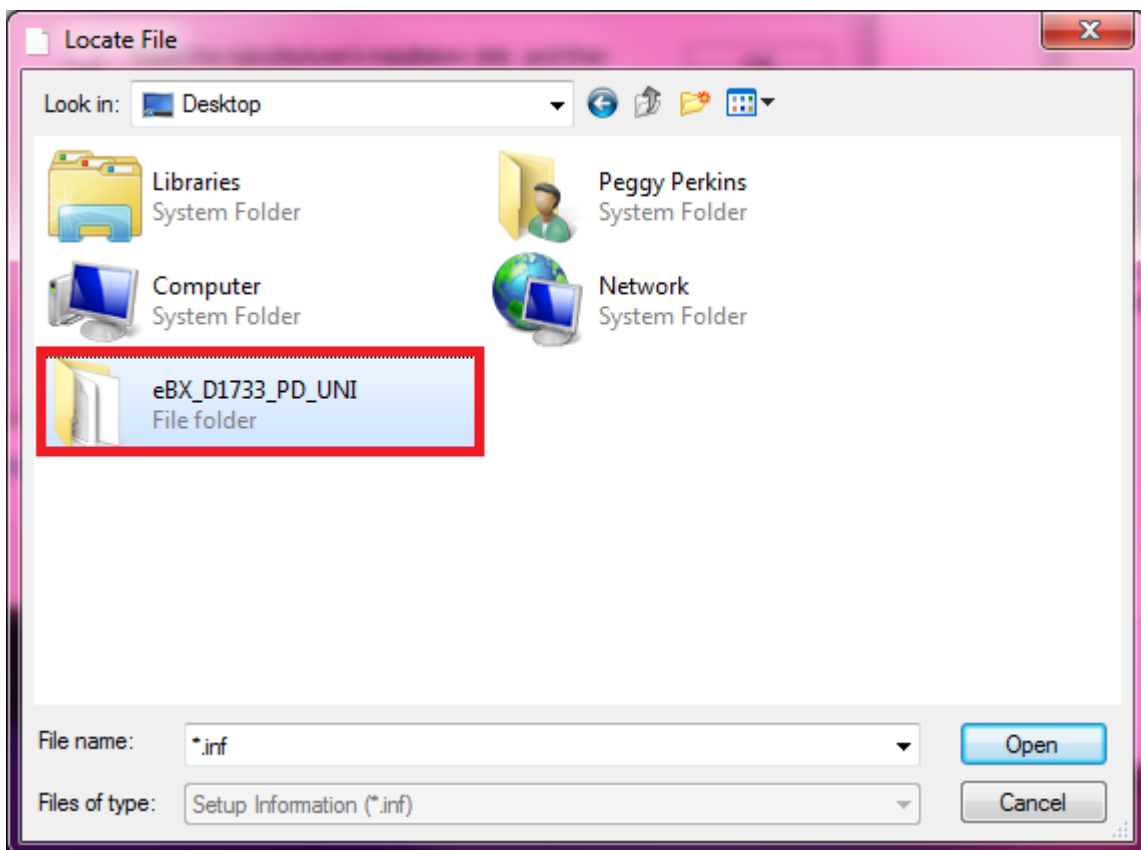 Locate File
Look in: Desktop
Libraries
System Folder
Peggy Perkins
System Folder
Computer
System Folder
Network
System Folder
eBX_D1733_PD_UNI
File folder
File name: *.inf
Open
Files of type: Setup Information (*.inf)
Cancel